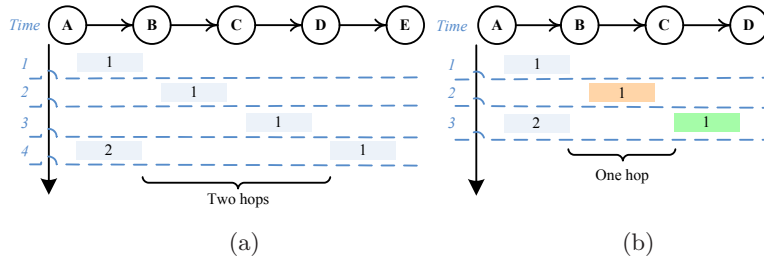 Time A B C D E
1 1
2 1
3 1
4 2 1
Two hops
(a)
Time A B C D
1 1
2 1
3 2 1
One hop
(b)